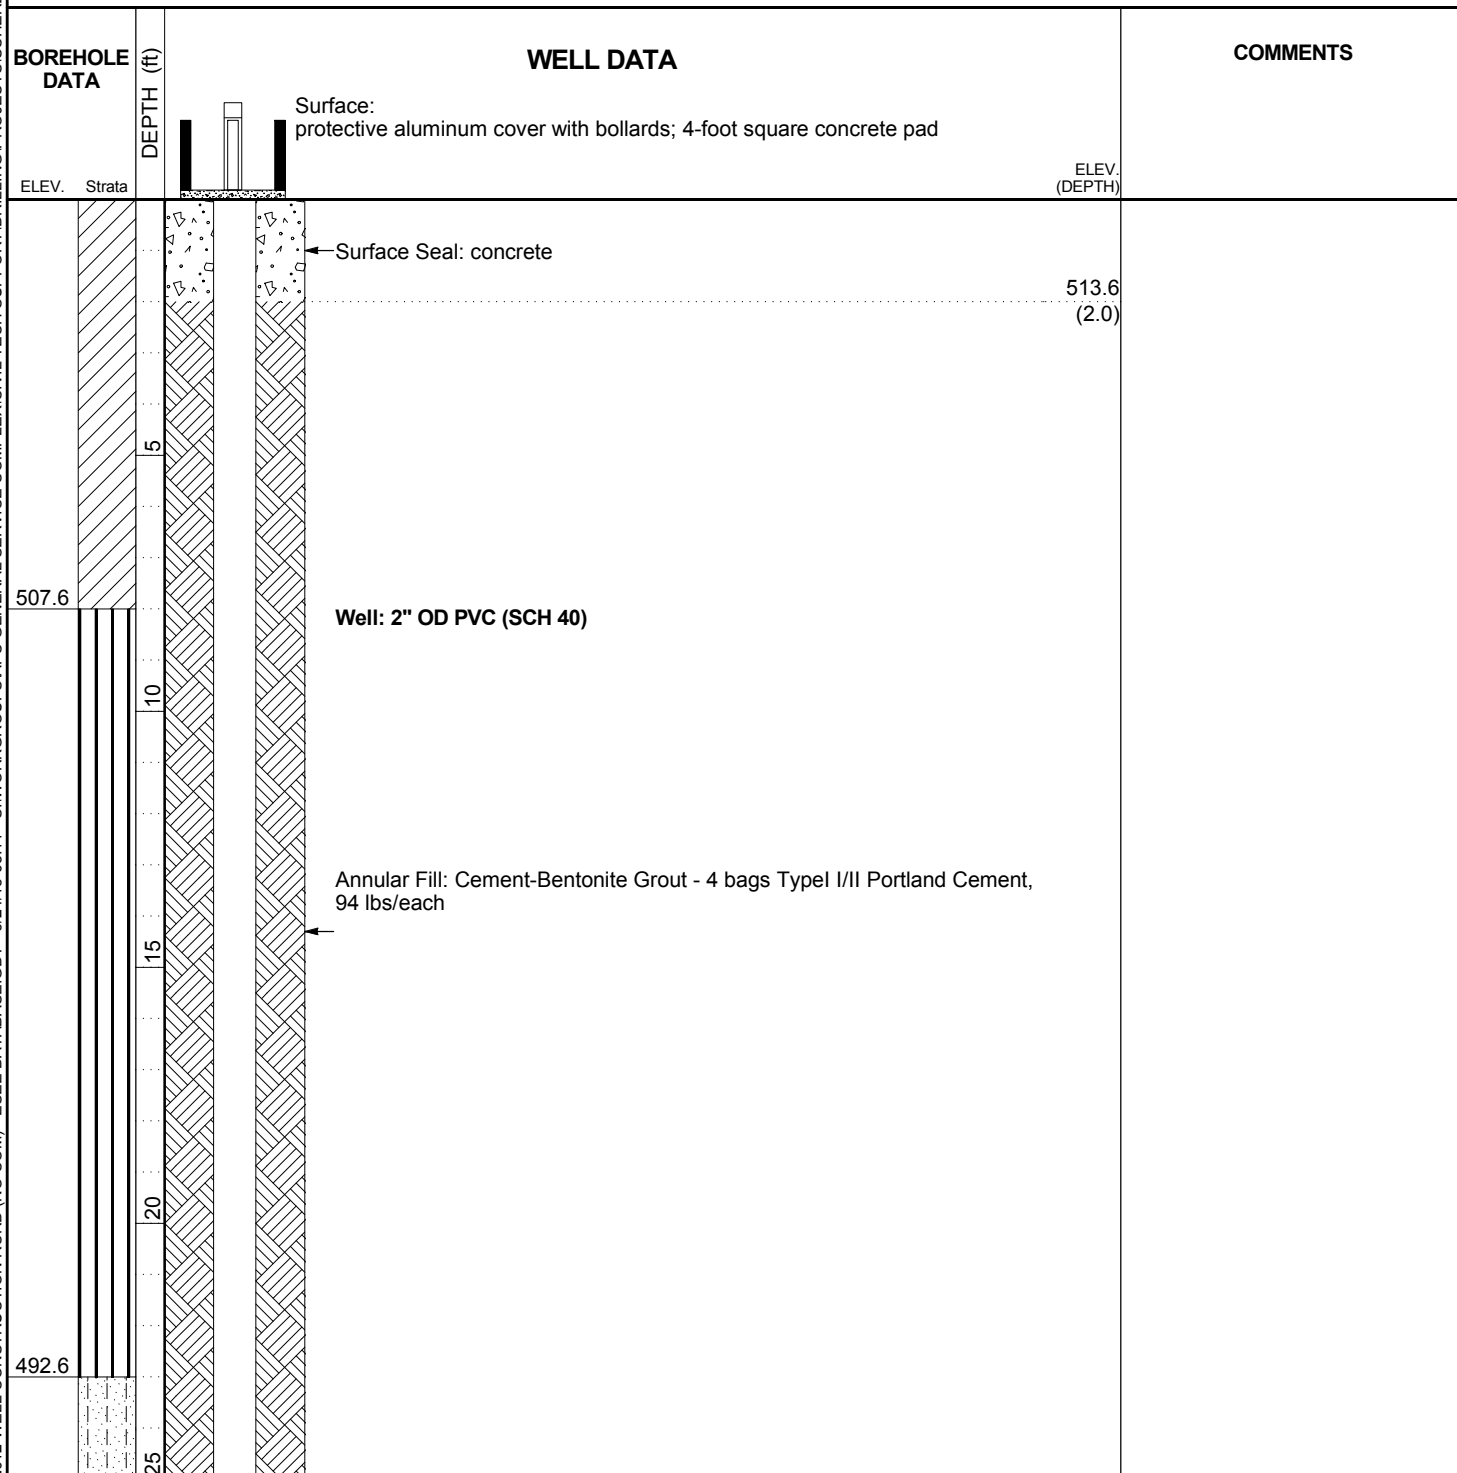 BOREHOLE
DATA
DEPTH (ft)
WELL DATA
COMMENTS
Surface:
protective aluminum cover with bollards; 4-foot square concrete pad
ELEV. Strata
ELEV.
(DEPTH)
Surface Seal: concrete
513.6
(2.0)
5
507.6
Well: 2" OD PVC (SCH 40)
10
Annular Fill: Cement-Bentonite Grout - 4 bags TypeI I/II Portland Cement,
94 lbs/each
15
20
492.6
25